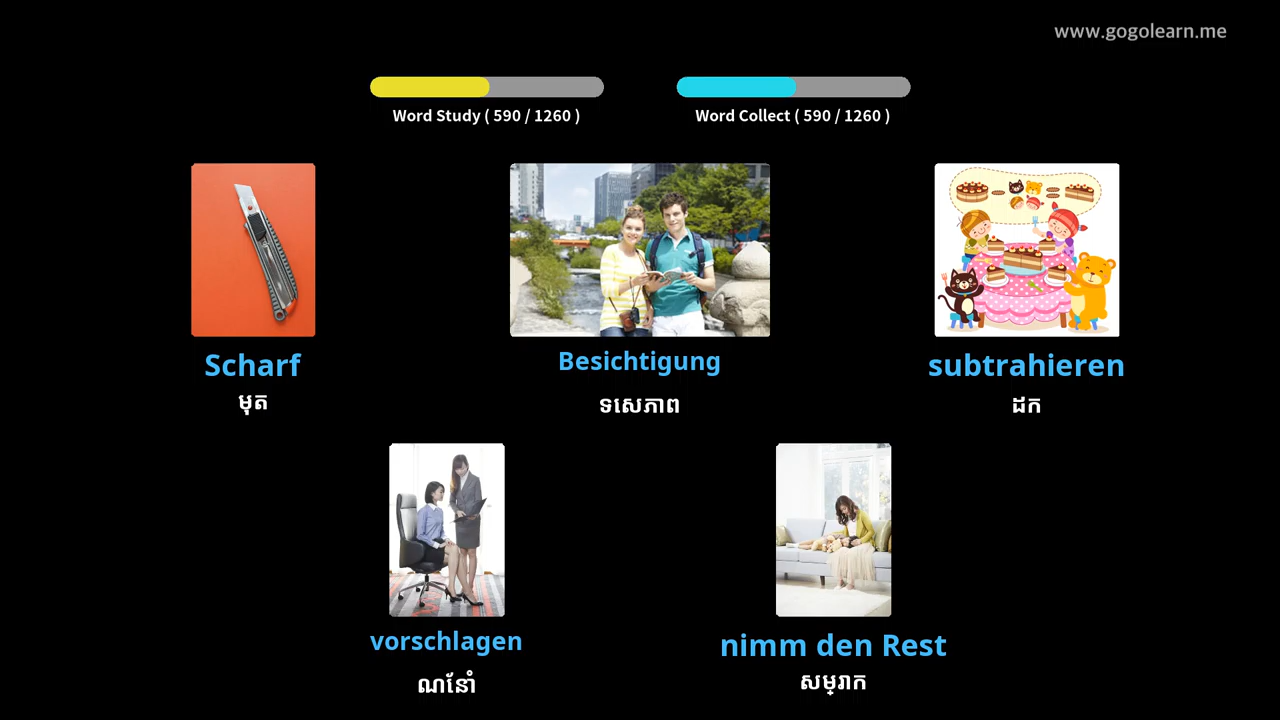 www.gogolearn.me
Word Study ( 590 / 1260 )
Word Collect ( 590 / 1260 )
Scharf
មុត
Besichtigung
ទសេភាព
subtrahieren
ដក
vorschlagen
ណែនាំ
nimm den Rest
សម្រាក